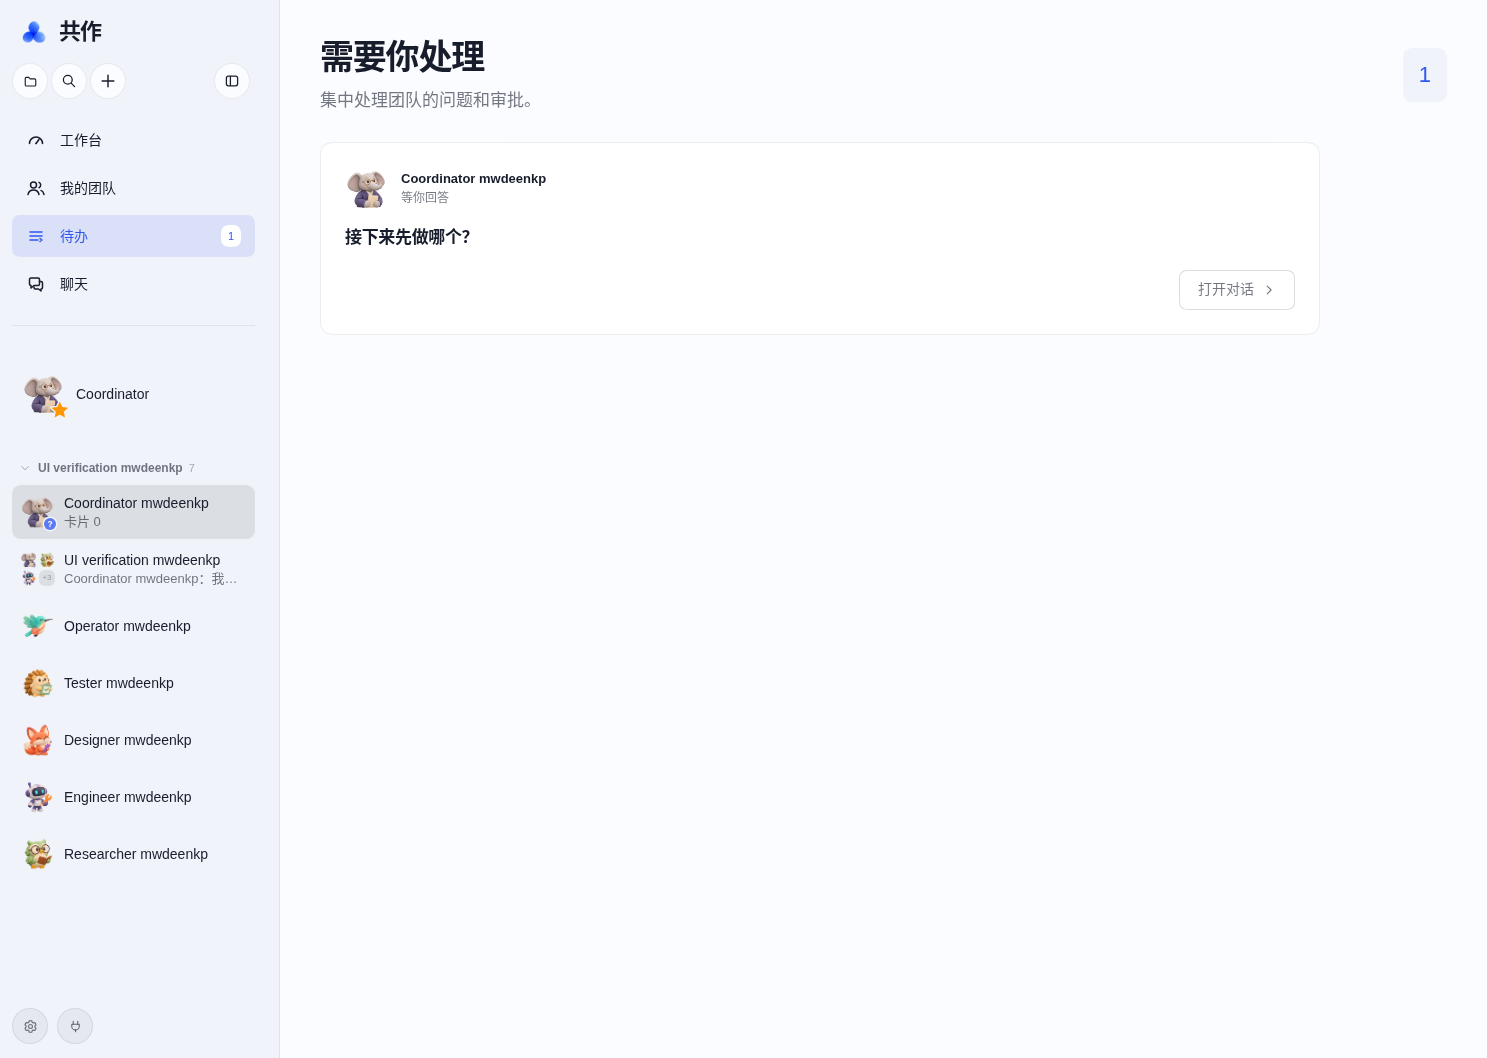 共作
工作台
我的团队
待办
1
聊天
Coordinator
UI verification mwdeenkp 7
Coordinator mwdeenkp
?
卡片 0
UI verification mwdeenkp
+3
Coordinator mwdeenkp：我…
Operator mwdeenkp
Tester mwdeenkp
Designer mwdeenkp
Engineer mwdeenkp
Researcher mwdeenkp
需要你处理
集中处理团队的问题和审批。
1
Coordinator mwdeenkp
等你回答
接下来先做哪个？
打开对话